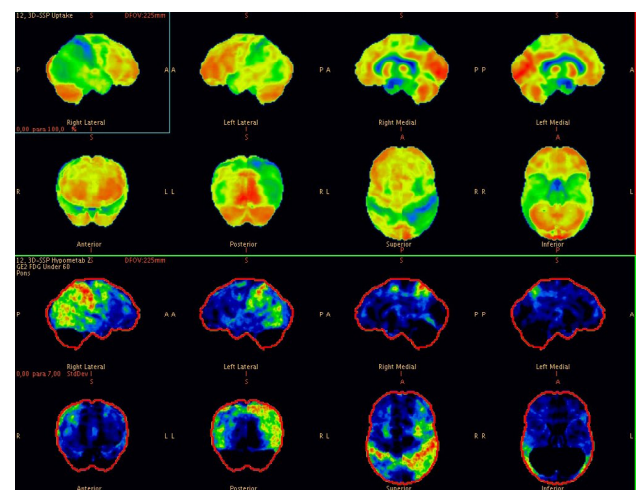 12, 3D-SSP Uptake S DFOV:225mm S S S
P A A P A P P A
Right Lateral Left Lateral Right Medial Left Medial
0,00 para 100,0 % I I I I
S S A A
R L L R L R R L
Anterior Posterior Superior Inferior
I I P P
12, 3D-SSP Hypometab Zi DFOV:225mm
GE2 FDG Under 60 S S S S
Pons
P A A P A P P A
Right Lateral Left Lateral Right Medial Left Medial
0,00 para 7,00 StdDev I I I I
S S A A
R L L R L R R L
Anterior Posterior Superior Inferior